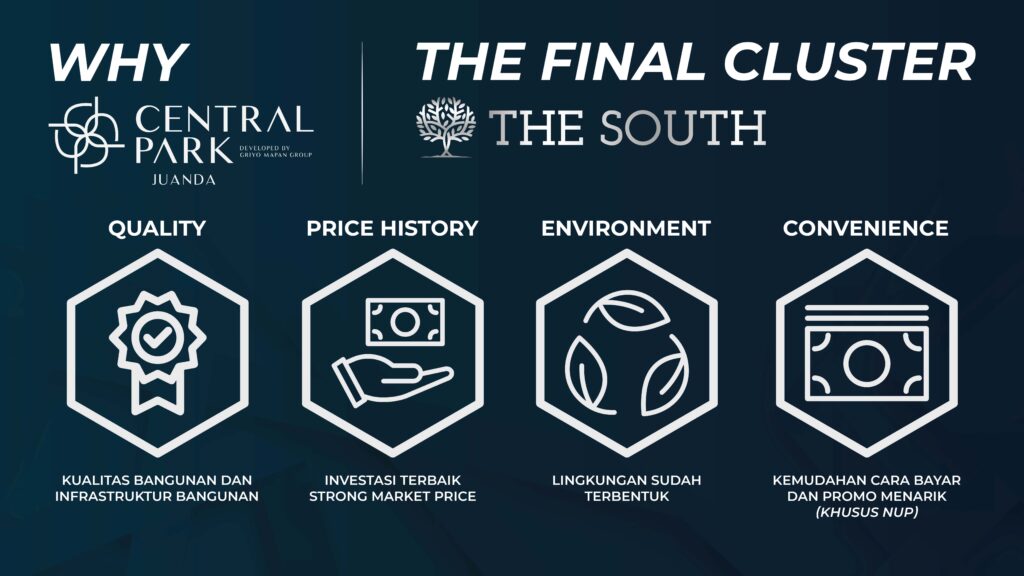 WHY
CENTRAL
PARK
DEVELOPED BY
GRIYO MAPAN GROUP
JUANDA
THE FINAL CLUSTER
THE SOUTH
QUALITY
KUALITAS BANGUNAN DAN
INFRASTRUKTUR BANGUNAN
PRICE HISTORY
INVESTASI TERBAIK
STRONG MARKET PRICE
ENVIRONMENT
LINGKUNGAN SUDAH
TERBENTUK
CONVENIENCE
KEMUDAHAN CARA BAYAR
DAN PROMO MENARIK
(KHUSUS NUP)